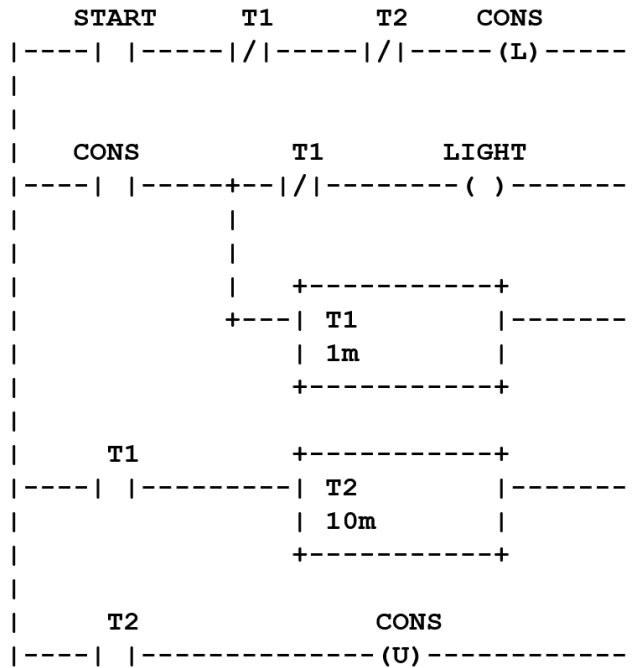 START T1 T2 CONS
|----| |-----|/|-----|/|-----(L)-----
|
|
| CONS T1 LIGHT
|----| |-----+--|/|--------( )-------
| |
| |
| | +-----------+
| +---| T1 |-------
| | 1m |
| +-----------+
|
| T1 +-----------+
|----| |---------| T2 |-------
| | 10m |
| +-----------+
|
| T2 CONS
|----| |--------------(U)------------